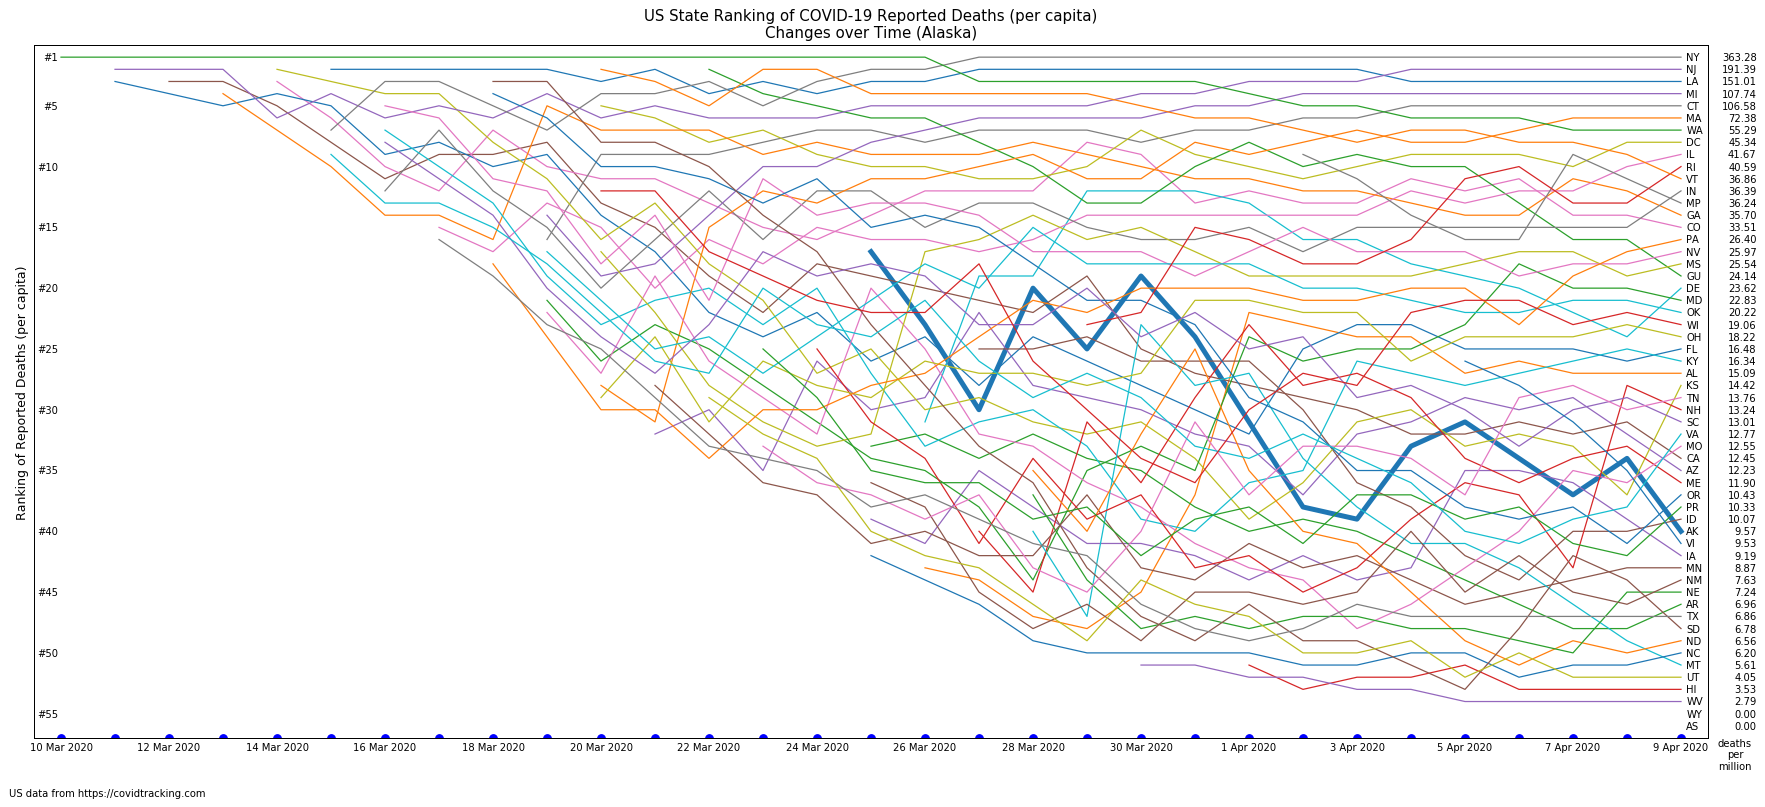 US State Ranking of COVID-19 Reported Deaths (per capita)
Changes over Time (Alaska)
Ranking of Reported Deaths (per capita)
#1
#5
#10
#15
#20
#25
#30
#35
#40
#45
#50
#55
NY 363.28
NJ 191.39
LA 151.01
MI 107.74
CT 106.58
MA 72.38
WA 55.29
DC 45.34
IL 41.67
RI 40.59
VT 36.86
IN 36.39
MP 36.24
GA 35.70
CO 33.51
PA 26.40
NV 25.97
MS 25.54
GU 24.14
DE 23.62
MD 22.83
OK 20.22
WI 19.06
OH 18.22
FL 16.48
KY 16.34
AL 15.09
KS 14.42
TN 13.76
NH 13.24
SC 13.01
VA 12.77
MO 12.55
CA 12.45
AZ 12.23
ME 11.90
OR 10.43
PR 10.33
ID 10.07
AK 9.57
VI 9.53
IA 9.19
MN 8.87
NM 7.63
NE 7.24
AR 6.96
TX 6.86
SD 6.78
ND 6.56
NC 6.20
MT 5.61
UT 4.05
HI 3.53
WV 2.79
WY 0.00
AS 0.00
10 Mar 2020 12 Mar 2020 14 Mar 2020 16 Mar 2020 18 Mar 2020 20 Mar 2020 22 Mar 2020 24 Mar 2020 26 Mar 2020 28 Mar 2020 30 Mar 2020 1 Apr 2020 3 Apr 2020 5 Apr 2020 7 Apr 2020 9 Apr 2020
deaths
per
million
US data from https://covidtracking.com